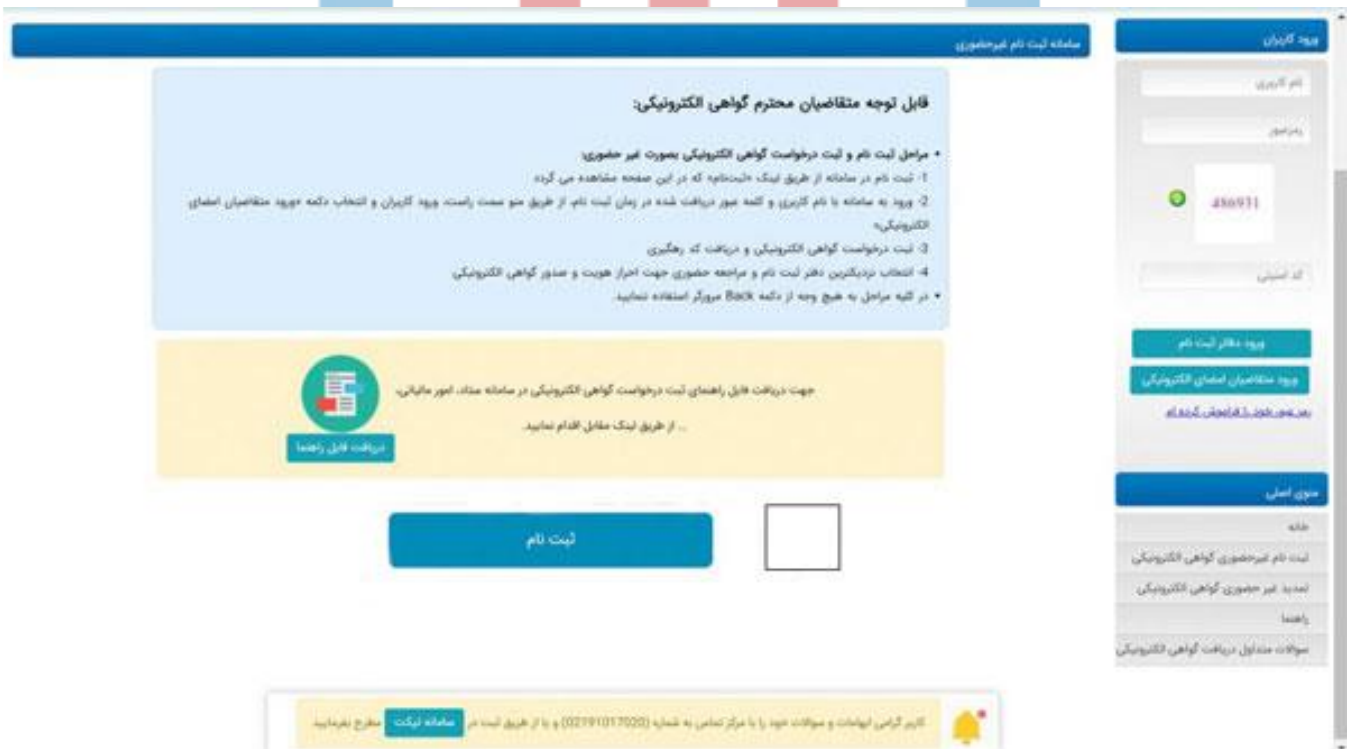 سامانه ثبت نام غیرحضوری
ورود کاربران
نام کاربری
رمزعبور
486931
کد امنیتی
ورود دفاتر ثبت نام
ورود متقاضیان امضای الکترونیکی
رمز عبور خود را فراموش کرده ام
منوی اصلی
خانه
ثبت نام غیرحضوری گواهی الکترونیکی
تمدید غیر حضوری گواهی الکترونیکی
راهنما
سوالات متداول دریافت گواهی الکترونیکی
قابل توجه متقاضیان محترم گواهی الکترونیکی:
• مراحل ثبت نام و ثبت درخواست گواهی الکترونیکی بصورت غیر حضوری:
1- ثبت نام در سامانه از طریق لینک «ثبت‌نام» که در این صفحه مشاهده می گردد
2- ورود به سامانه با نام کاربری و کلمه عبور دریافت شده در زمان ثبت نام، از طریق منو سمت راست، ورود کاربران و انتخاب دکمه «ورود متقاضیان امضای
الکترونیکی»
3- ثبت درخواست گواهی الکترونیکی و دریافت کد رهگیری
4- انتخاب نزدیکترین دفتر ثبت نام و مراجعه حضوری جهت احراز هویت و صدور گواهی الکترونیکی
• در کلیه مراحل به هیچ وجه از دکمه Back مرورگر استفاده ننمایید.
جهت دریافت فایل راهنمای ثبت درخواست گواهی الکترونیکی در سامانه ستاد، امور مالیاتی،
... از طریق لینک مقابل اقدام نمایید.
دریافت فایل راهنما
ثبت نام
کاربر گرامی ابهامات و سوالات خود را با مرکز تماس به شماره (02791017020) و یا از طریق ثبت در سامانه تیکت مطرح بفرمایید